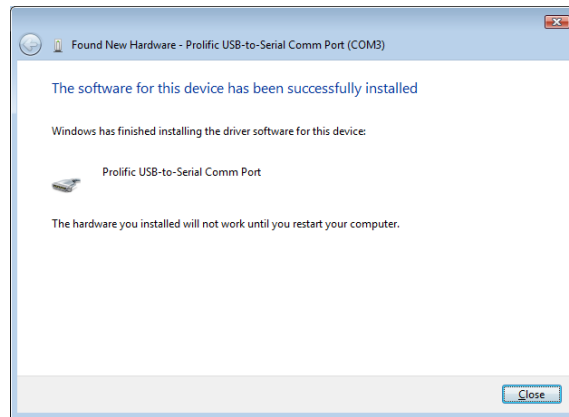 Found New Hardware - Prolific USB-to-Serial Comm Port (COM3)
The software for this device has been successfully installed
Windows has finished installing the driver software for this device:
Prolific USB-to-Serial Comm Port
The hardware you installed will not work until you restart your computer.
Close